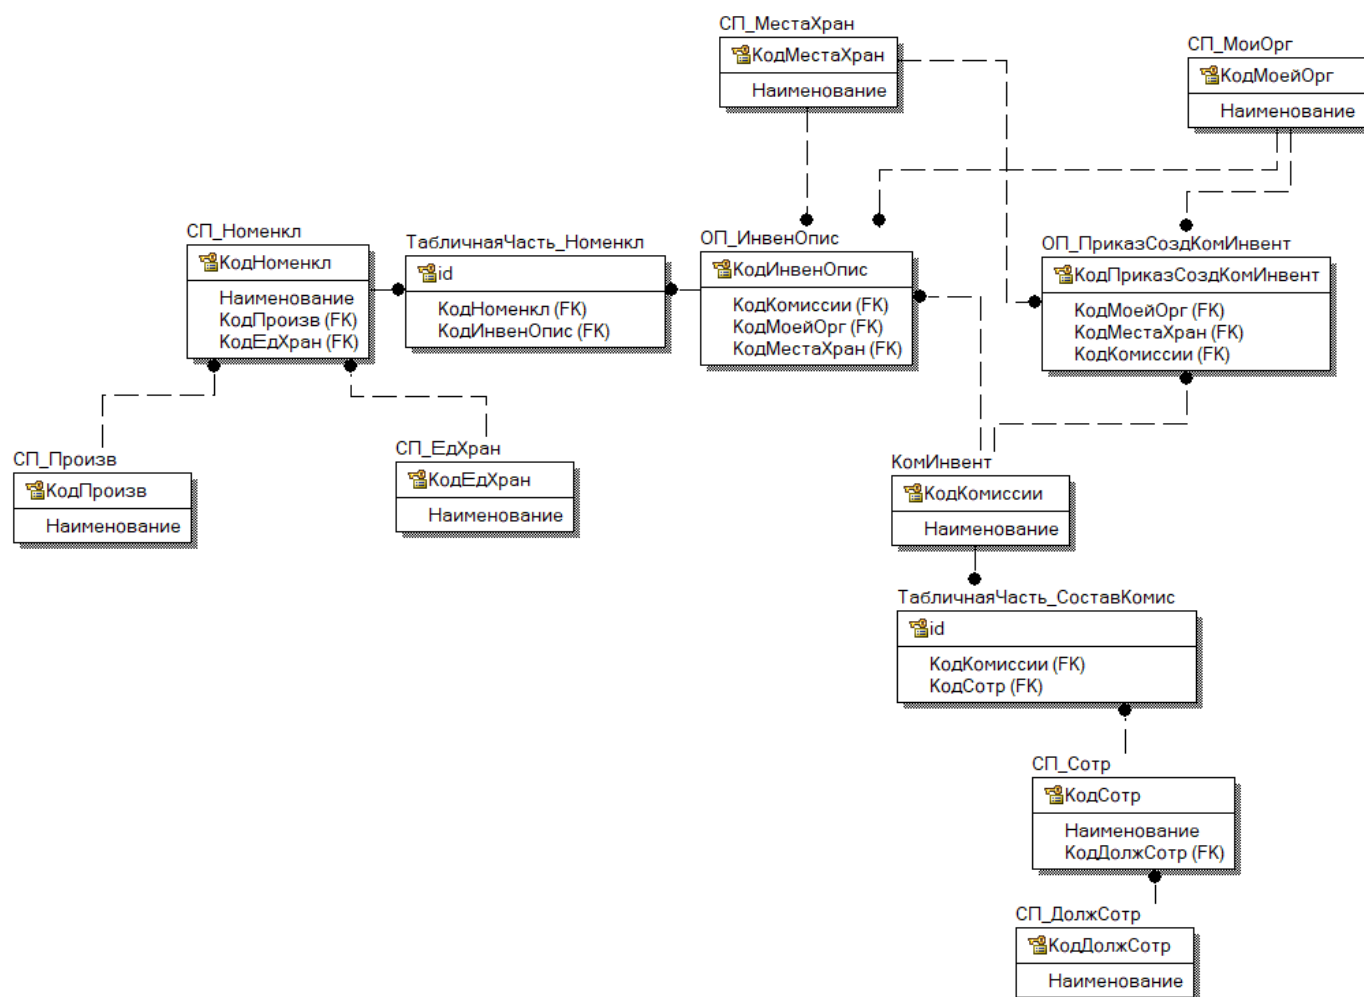 СП_МестаХран
КодМестаХран
Наименование
СП_МоиОрг
КодМоейОрг
Наименование
СП_Номенкл
КодНоменкл
Наименование
КодПроизв (FK)
КодЕдХран (FK)
ТабличнаяЧасть_Номенкл
id
КодНоменкл (FK)
КодИнвенОпис (FK)
ОП_ИнвенОпис
КодИнвенОпис
КодКомиссии (FK)
КодМоейОрг (FK)
КодМестаХран (FK)
ОП_ПриказСоздКомИнвент
КодПриказСоздКомИнвент
КодМоейОрг (FK)
КодМестаХран (FK)
КодКомиссии (FK)
СП_Произв
КодПроизв
Наименование
СП_ЕдХран
КодЕдХран
Наименование
КомИнвент
КодКомиссии
Наименование
ТабличнаяЧасть_СоставКомис
id
КодКомиссии (FK)
КодСотр (FK)
СП_Сотр
КодСотр
Наименование
КодДолжСотр (FK)
СП_ДолжСотр
КодДолжСотр
Наименование